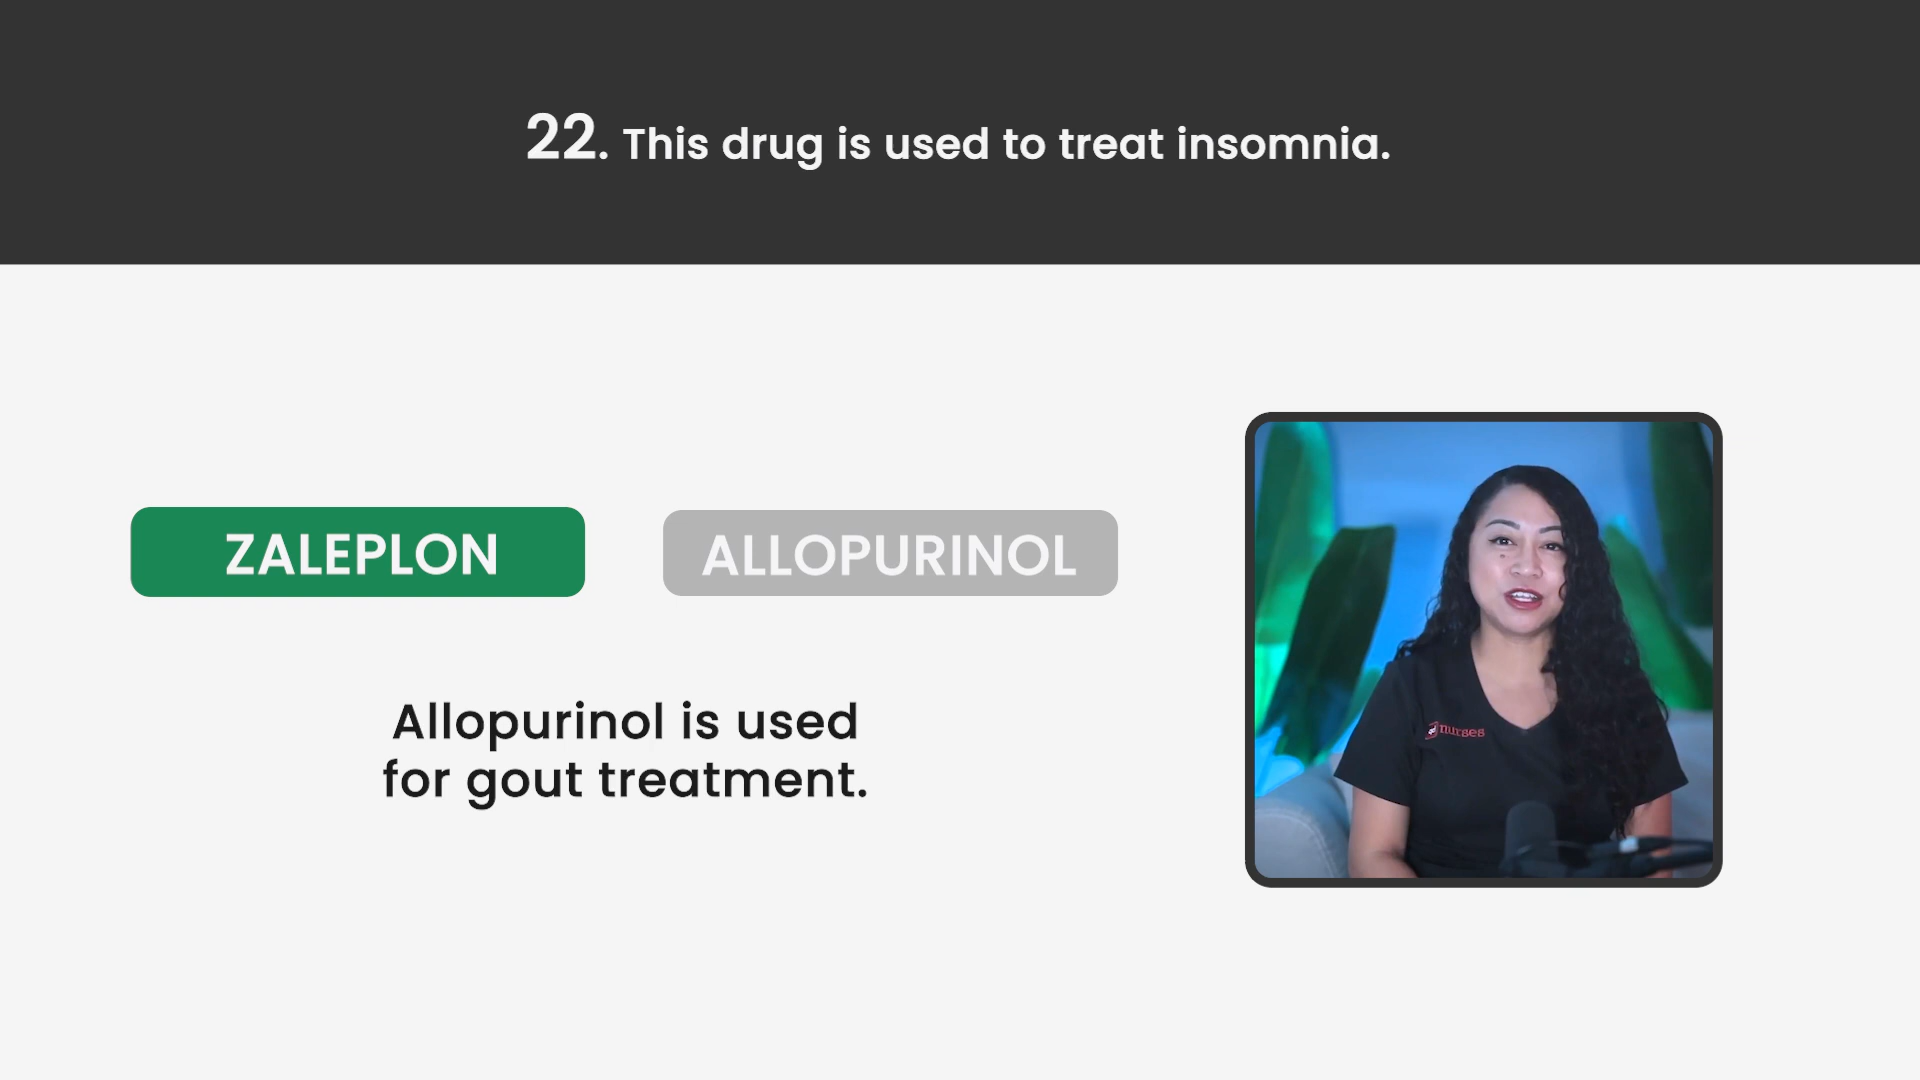 22. This drug is used to treat insomnia.
ZALEPLON
ALLOPURINOL
Allopurinol is used
for gout treatment.
nurses